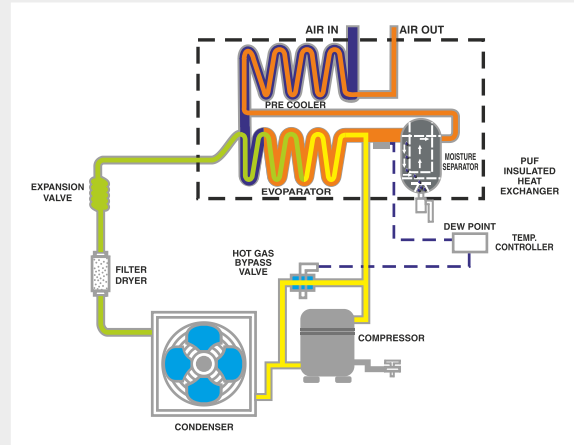 AIR IN
AIR OUT
PRE COOLER
MOISTURE
SEPARATOR
EVOPARATOR
PUF
INSULATED
HEAT
EXCHANGER
EXPANSION
VALVE
DEW POINT
TEMP.
CONTROLLER
HOT GAS
BYPASS
VALVE
FILTER
DRYER
COMPRESSOR
CONDENSER